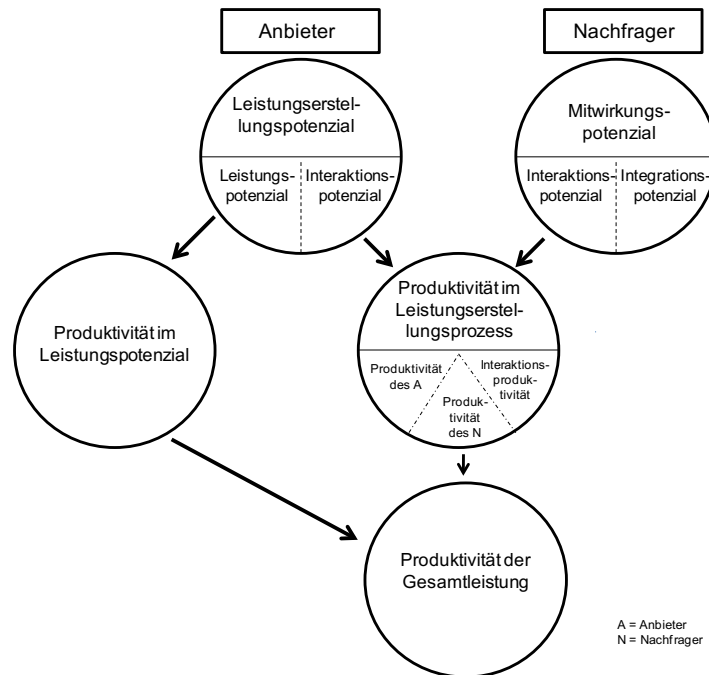 Anbieter
Nachfrager
Leistungserstel-
lungspotenzial
Leistungs-
potenzial
Interaktions-
potenzial
Mitwirkungs-
potenzial
Interaktions-
potenzial
Integrations-
potenzial
Produktivität im
Leistungspotenzial
Produktivität im
Leistungserstel-
lungsprozess
Produktivität
des A
Produk-
tivität
des N
Interaktions-
produk-
tivität
Produktivität der
Gesamtleistung
A = Anbieter
N = Nachfrager